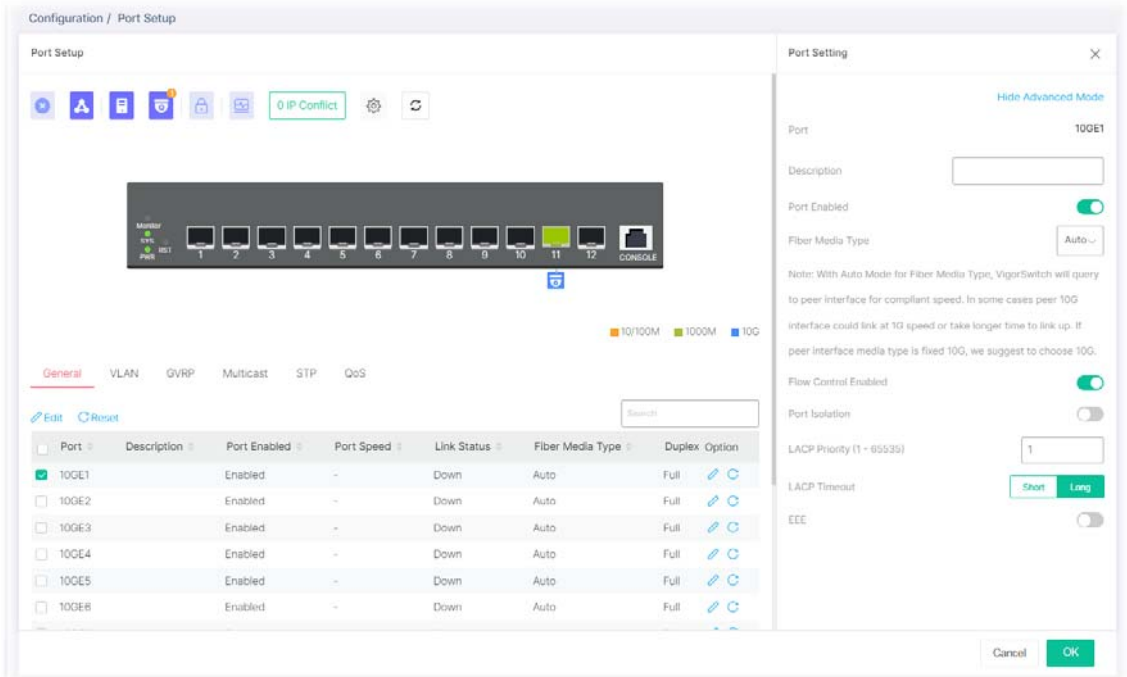 Configuration / Port Setup
Port Setup
1
0 IP Conflict
Monitor
SYS
RST
PWR
1 2 3 4 5 6 7 8 9 10 11 12 CONSOLE
10/100M 1000M 10G
General VLAN GVRP Multicast STP QoS
Edit Reset
Search
Port Description Port Enabled Port Speed Link Status Fiber Media Type Duplex Option
10GE1 Enabled - Down Auto Full
10GE2 Enabled - Down Auto Full
10GE3 Enabled - Down Auto Full
10GE4 Enabled - Down Auto Full
10GE5 Enabled - Down Auto Full
10GE6 Enabled - Down Auto Full
Port Setting
Hide Advanced Mode
Port 10GE1
Description
Port Enabled
Fiber Media Type Auto
Note: With Auto Mode for Fiber Media Type, VigorSwitch will query
to peer interface for compliant speed. In some cases peer 10G
interface could link at 1G speed or take longer time to link up. If
peer interface media type is fixed 10G, we suggest to choose 10G.
Flow Control Enabled
Port Isolation
LACP Priority (1 - 65535) 1
LACP Timeout Short Long
EEE
Cancel OK